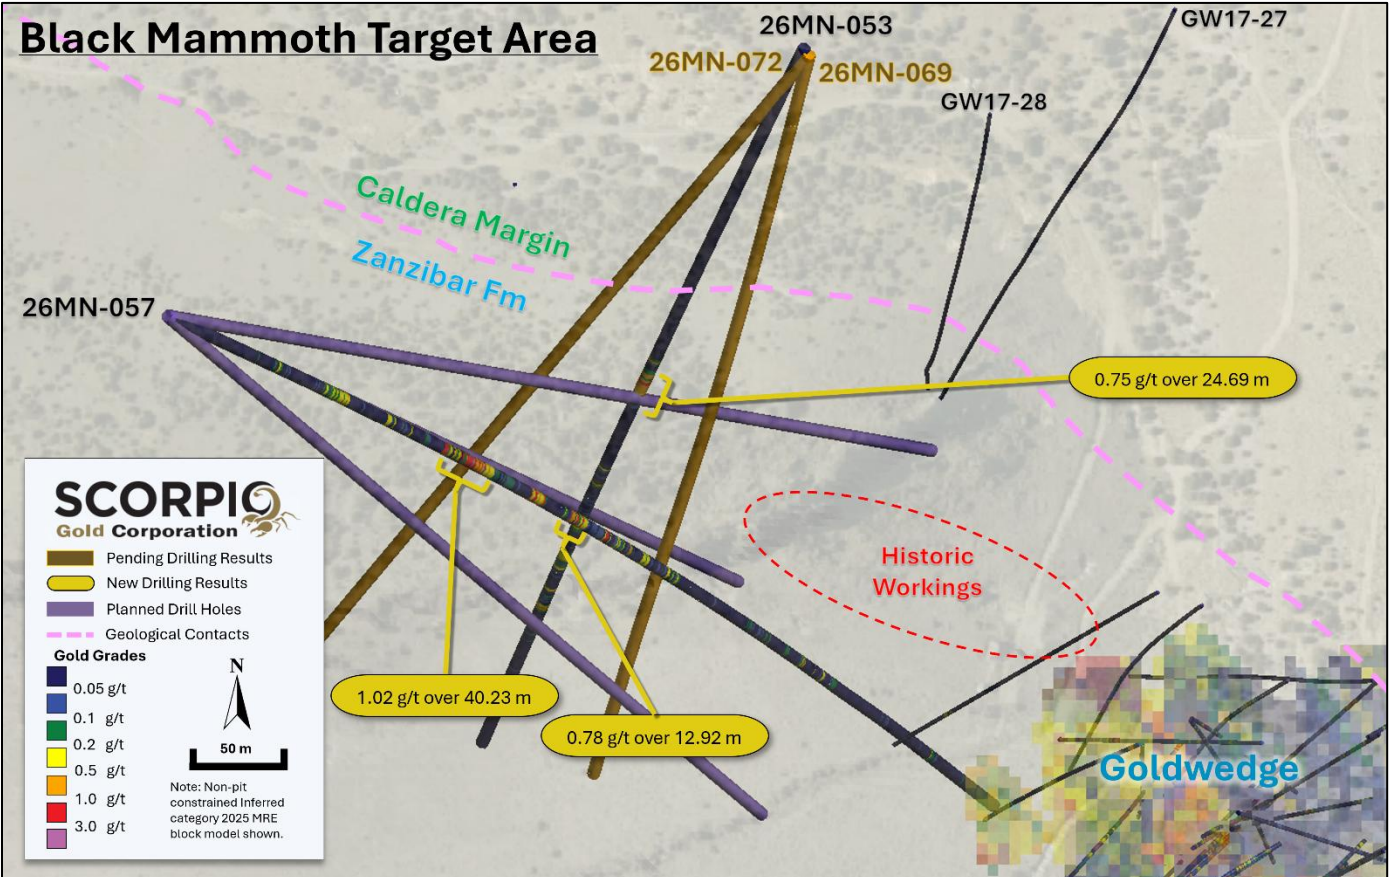 Black Mammoth Target Area
26MN-053
26MN-072
26MN-069
GW17-27
GW17-28
Caldera Margin
Zanzibar Fm
26MN-057
0.75 g/t over 24.69 m
Historic
Workings
1.02 g/t over 40.23 m
0.78 g/t over 12.92 m
Goldwedge
SCORPIO
Gold Corporation
Pending Drilling Results
New Drilling Results
Planned Drill Holes
Geological Contacts
Gold Grades
0.05 g/t
0.1 g/t
0.2 g/t
0.5 g/t
1.0 g/t
3.0 g/t
N
50 m
Note: Non-pit
constrained Inferred
category 2025 MRE
block model shown.